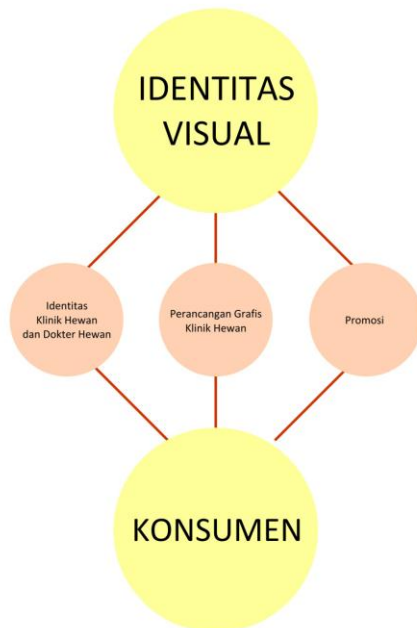 IDENTITAS
VISUAL
Identitas
Klinik Hewan
dan Dokter Hewan
Perancangan Grafis
Klinik Hewan
Promosi
KONSUMEN